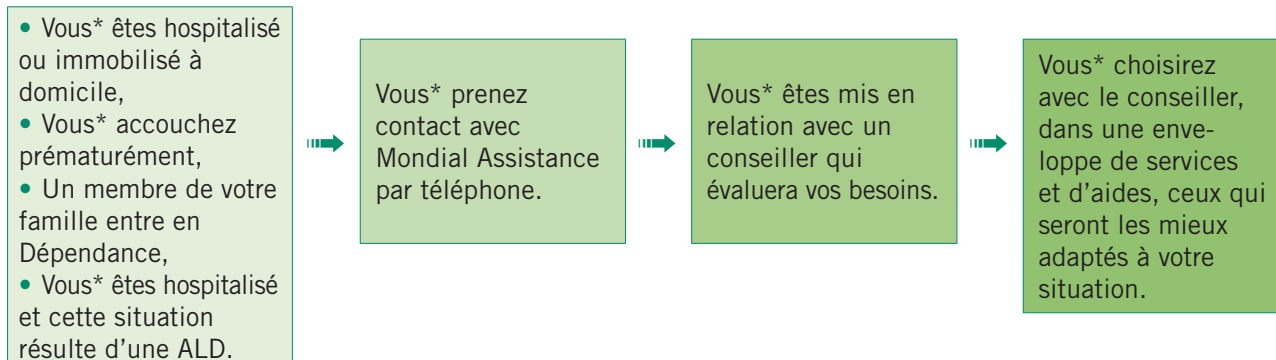 • Vous* êtes hospitalisé
ou immobilisé à
domicile,
• Vous* accouchez
prématurément,
• Un membre de votre
famille entre en
Dépendance,
• Vous* êtes hospitalisé
et cette situation
résulte d’une ALD.
Vous* prenez
contact avec
Mondial Assistance
par téléphone.
Vous* êtes mis en
relation avec un
conseiller qui
évaluera vos besoins.
Vous* choisirez
avec le conseiller,
dans une enve-
loppe de services
et d’aides, ceux qui
seront les mieux
adaptés à votre
situation.